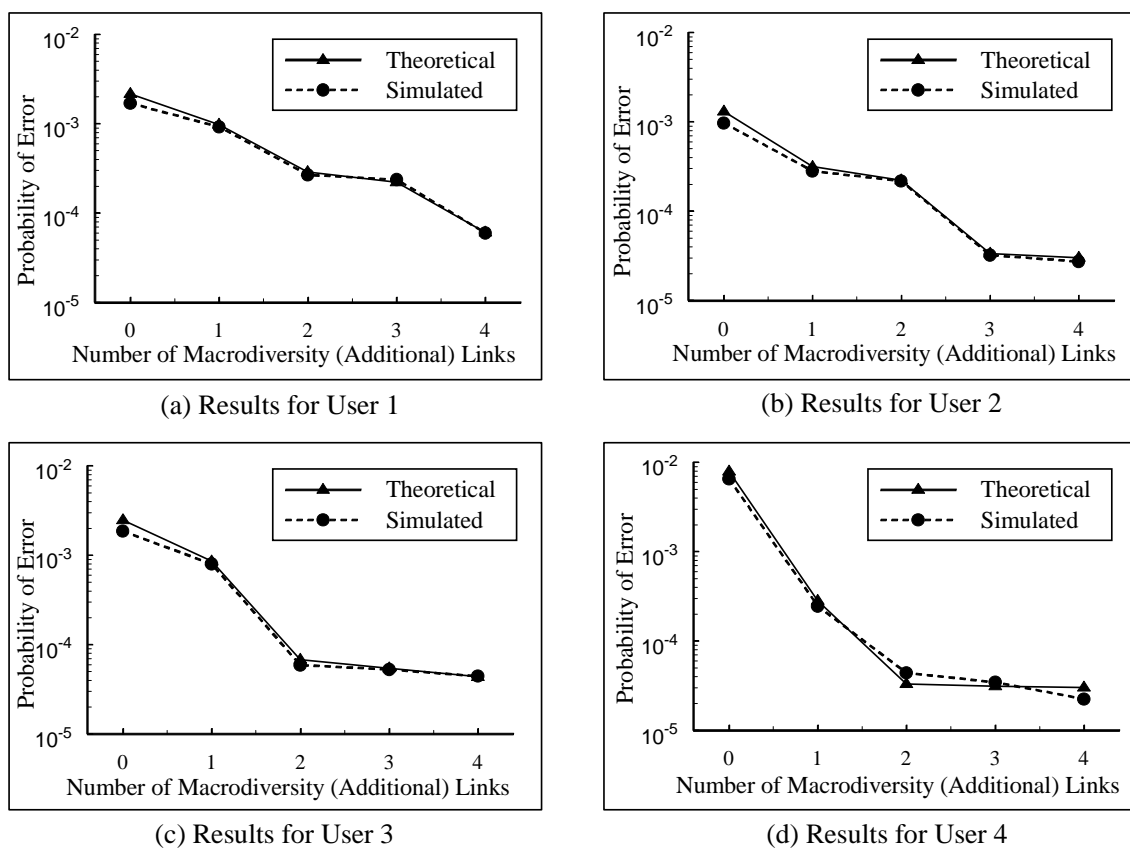 10-2
10-3
10-4
10-5
Probability of Error
Theoretical
Simulated
0 1 2 3 4
Number of Macrodiversity (Additional) Links
(a) Results for User 1
10-2
10-3
10-4
10-5
Probability of Error
Theoretical
Simulated
0 1 2 3 4
Number of Macrodiversity (Additional) Links
(b) Results for User 2
10-2
10-3
10-4
10-5
Probability of Error
Theoretical
Simulated
0 1 2 3 4
Number of Macrodiversity (Additional) Links
(c) Results for User 3
10-2
10-3
10-4
10-5
Probability of Error
Theoretical
Simulated
0 1 2 3 4
Number of Macrodiversity (Additional) Links
(d) Results for User 4